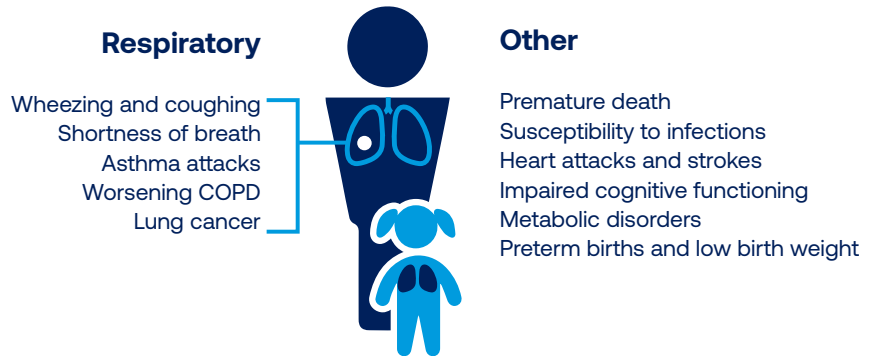 Respiratory
Wheezing and coughing
Shortness of breath
Asthma attacks
Worsening COPD
Lung cancer
Other
Premature death
Susceptibility to infections
Heart attacks and strokes
Impaired cognitive functioning
Metabolic disorders
Preterm births and low birth weight